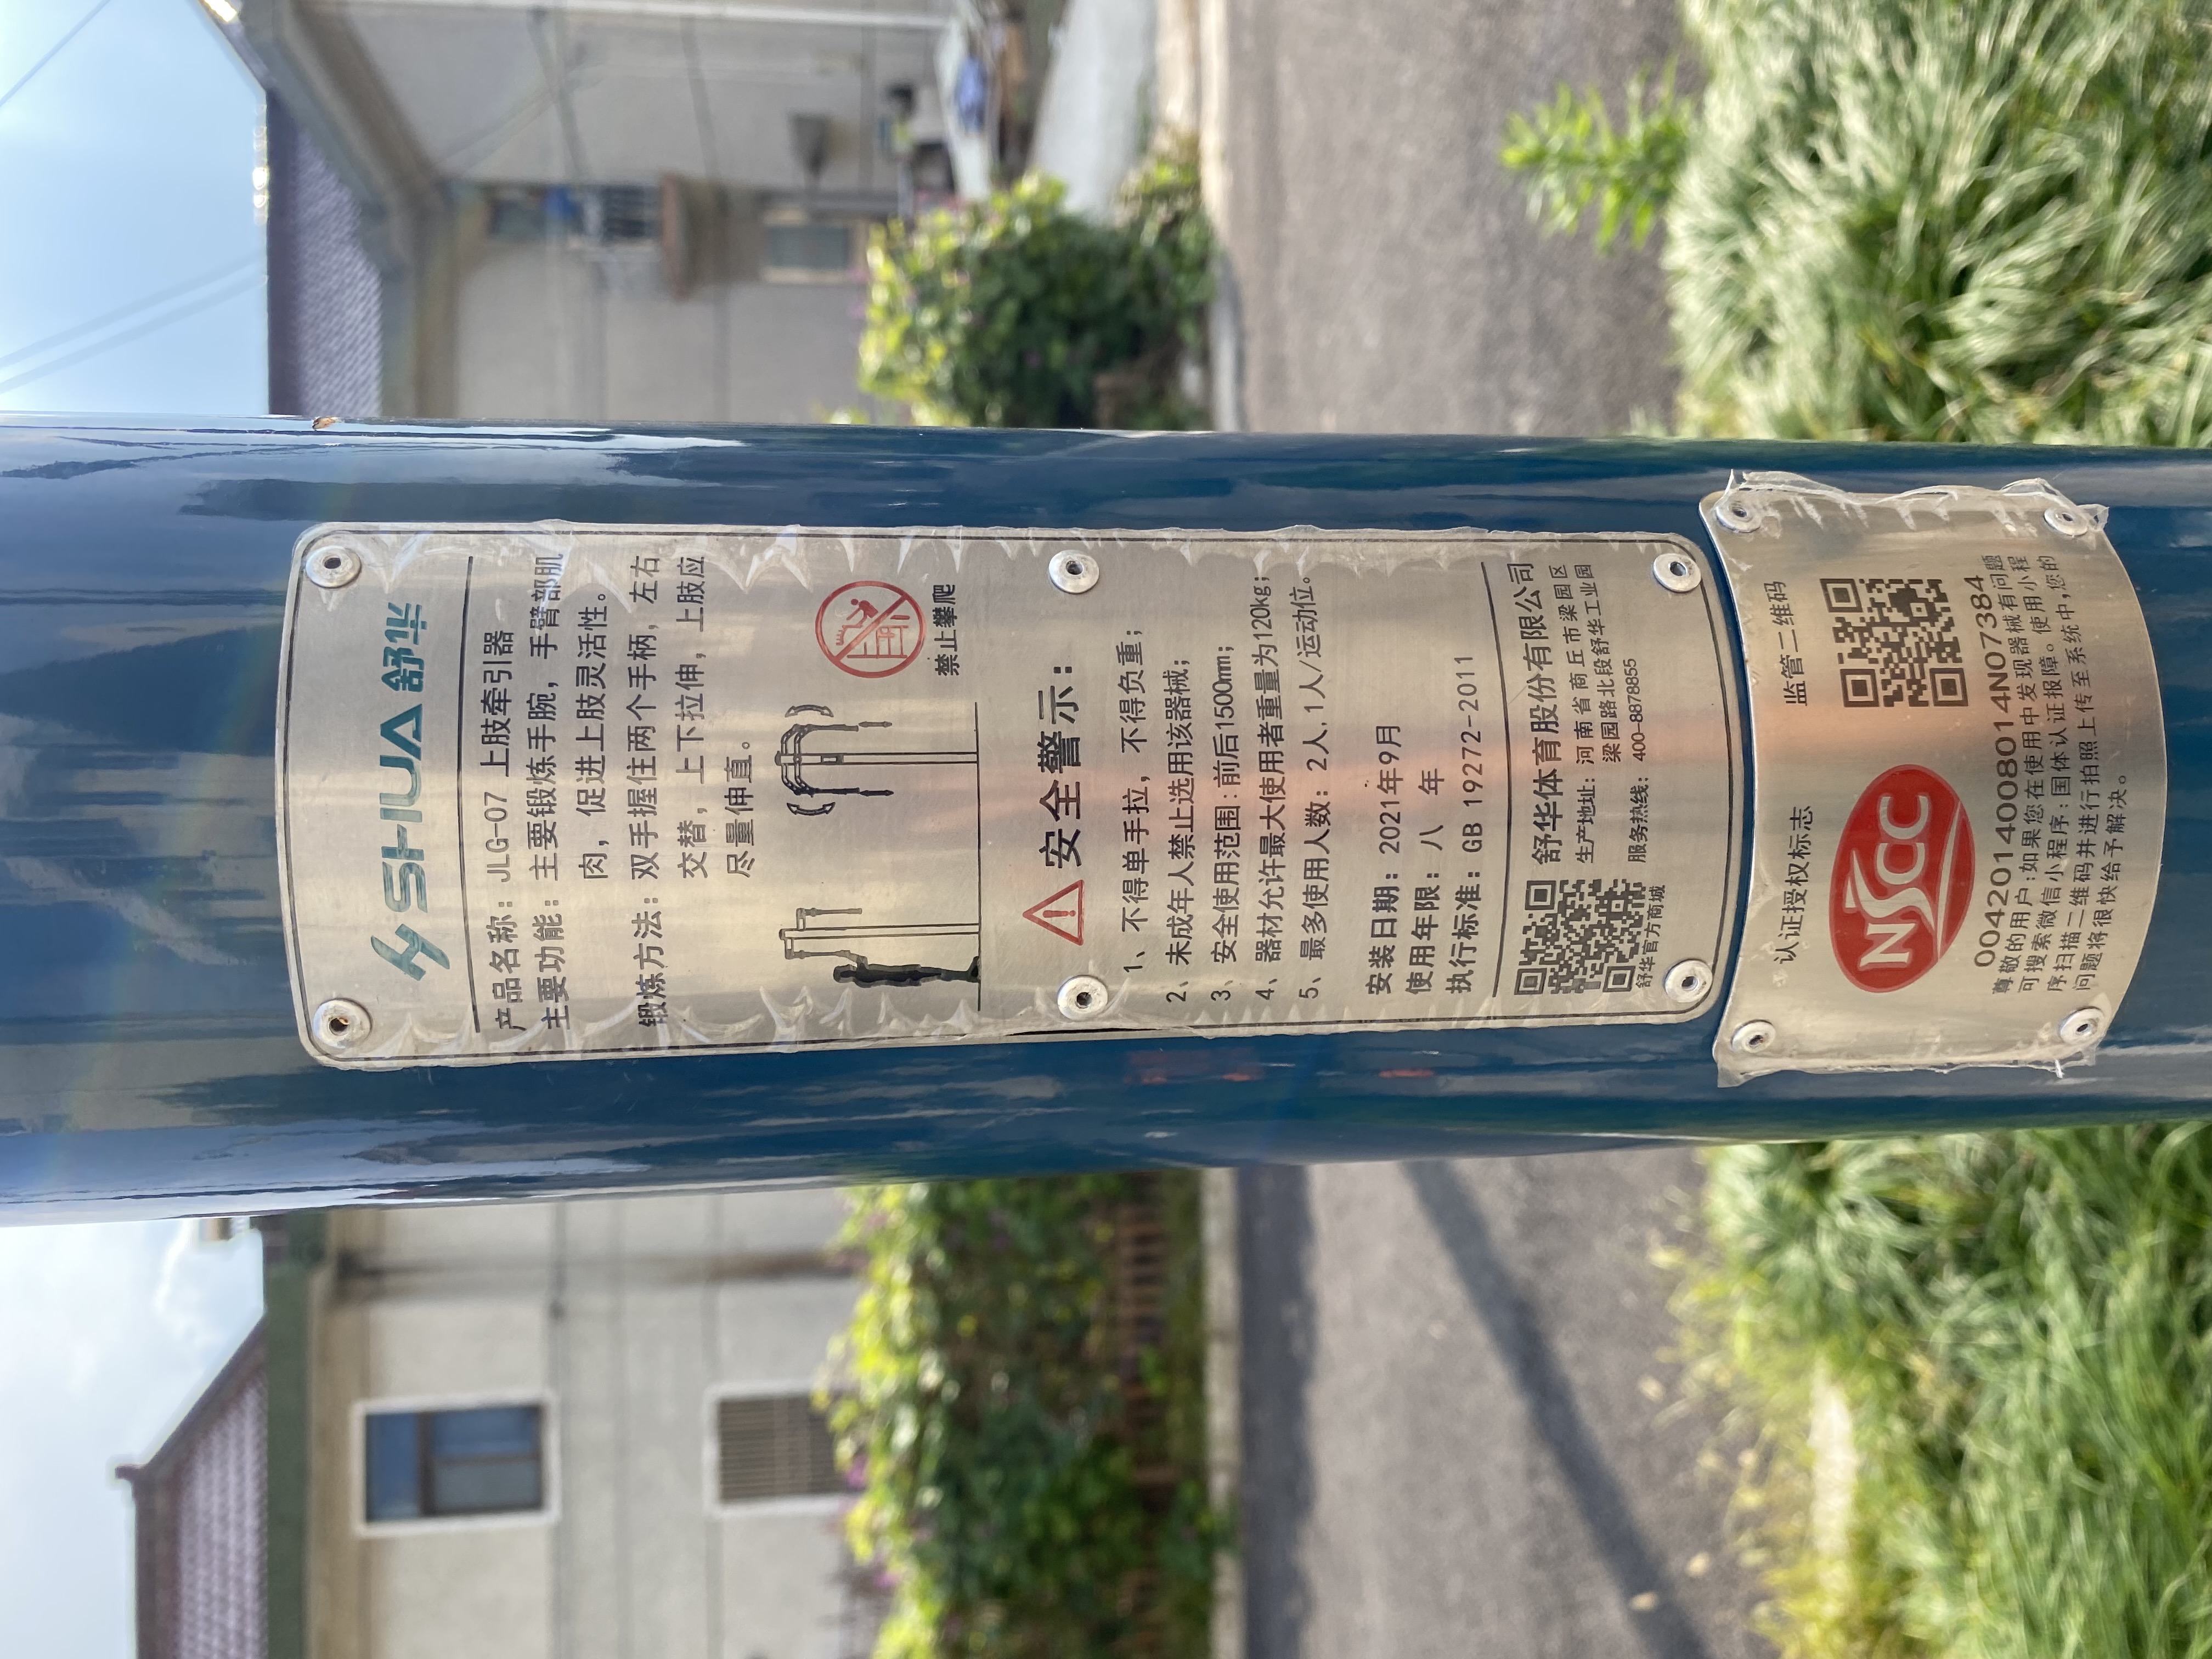 SHUA 舒华
产品名称：JLG-07 上肢牵引器
主要功能：主要锻炼手腕，手臂部肌
肉，促进上肢灵活性。
锻炼方法：双手握住两个手柄，左右
交替，上下拉伸，上肢应
尽量伸直。
禁止攀爬
安全警示：
1、不得单手拉，不得负重；
2、未成年人禁止选用该器械；
3、安全使用范围：前后1500mm；
4、器材允许最大使用者重量为120kg；
5、最多使用人数：2人，1人/运动位。
安装日期：2021年9月
使用年限：八 年
执行标准：GB 19272-2011
舒华体育股份有限公司
生产地址：河南省商丘市梁园区
梁园路北段舒华工业园
服务热线：400-8878855
舒华官方商城
认证授权标志 监管二维码
NSCC
0042014008014N07384
尊敬的用户：如果您在使用中发现器械有问题
可搜索微信小程序：国体认证报障。使用小程
序扫描二维码并进行拍照上传至系统中，您的
问题将很快给予解决。